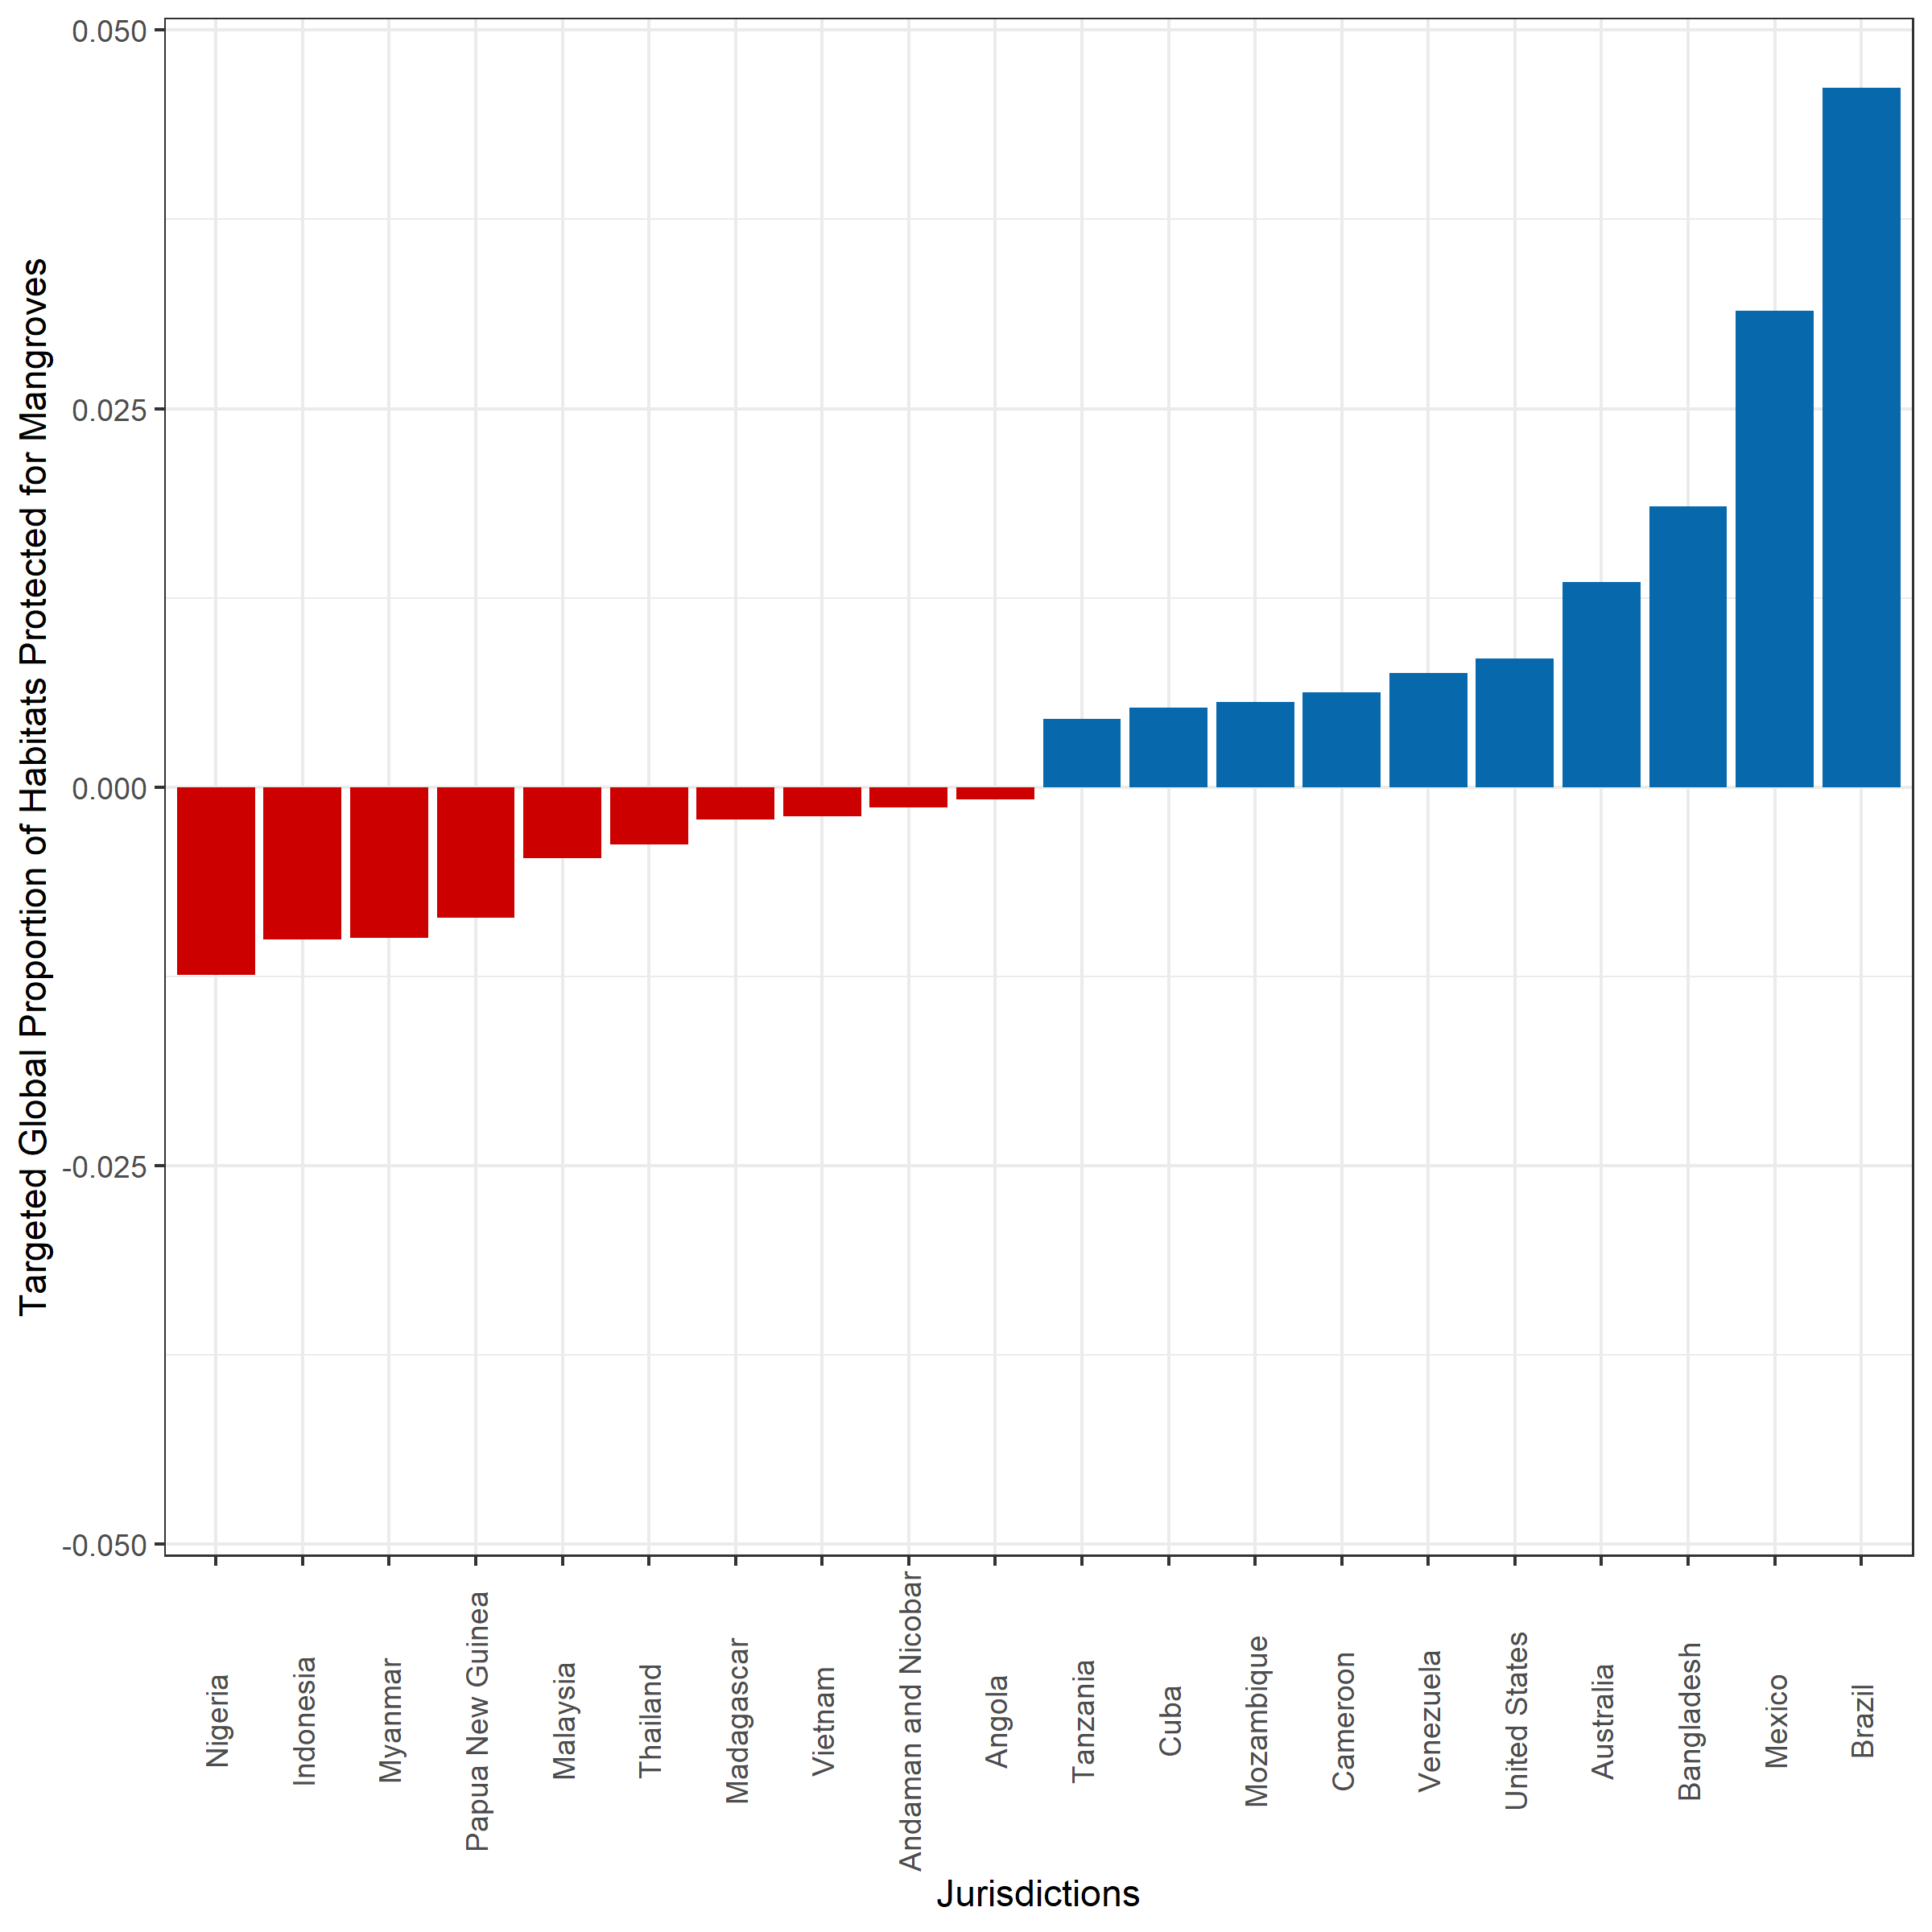 Targeted Global Proportion of Habitats Protected for Mangroves
0.050
0.025
0.000
-0.025
-0.050
Nigeria
Indonesia
Myanmar
Papua New Guinea
Malaysia
Thailand
Madagascar
Vietnam
Andaman and Nicobar
Angola
Tanzania
Cuba
Mozambique
Cameroon
Venezuela
United States
Australia
Bangladesh
Mexico
Brazil
Jurisdictions